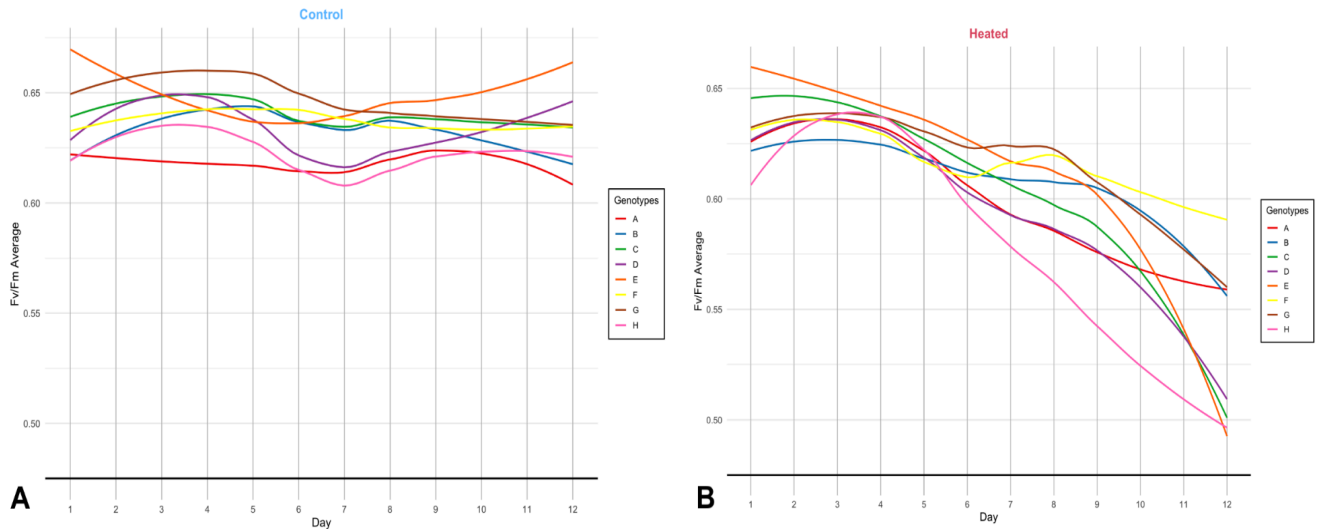 Control
Fv/Fm Average
0.65
0.60
0.55
0.50
1 2 3 4 5 6 7 8 9 10 11 12
Day
Genotypes
A
B
C
D
E
F
G
H
A
Heated
Fv/Fm Average
0.65
0.60
0.55
0.50
1 2 3 4 5 6 7 8 9 10 11 12
Day
Genotypes
A
B
C
D
E
F
G
H
B